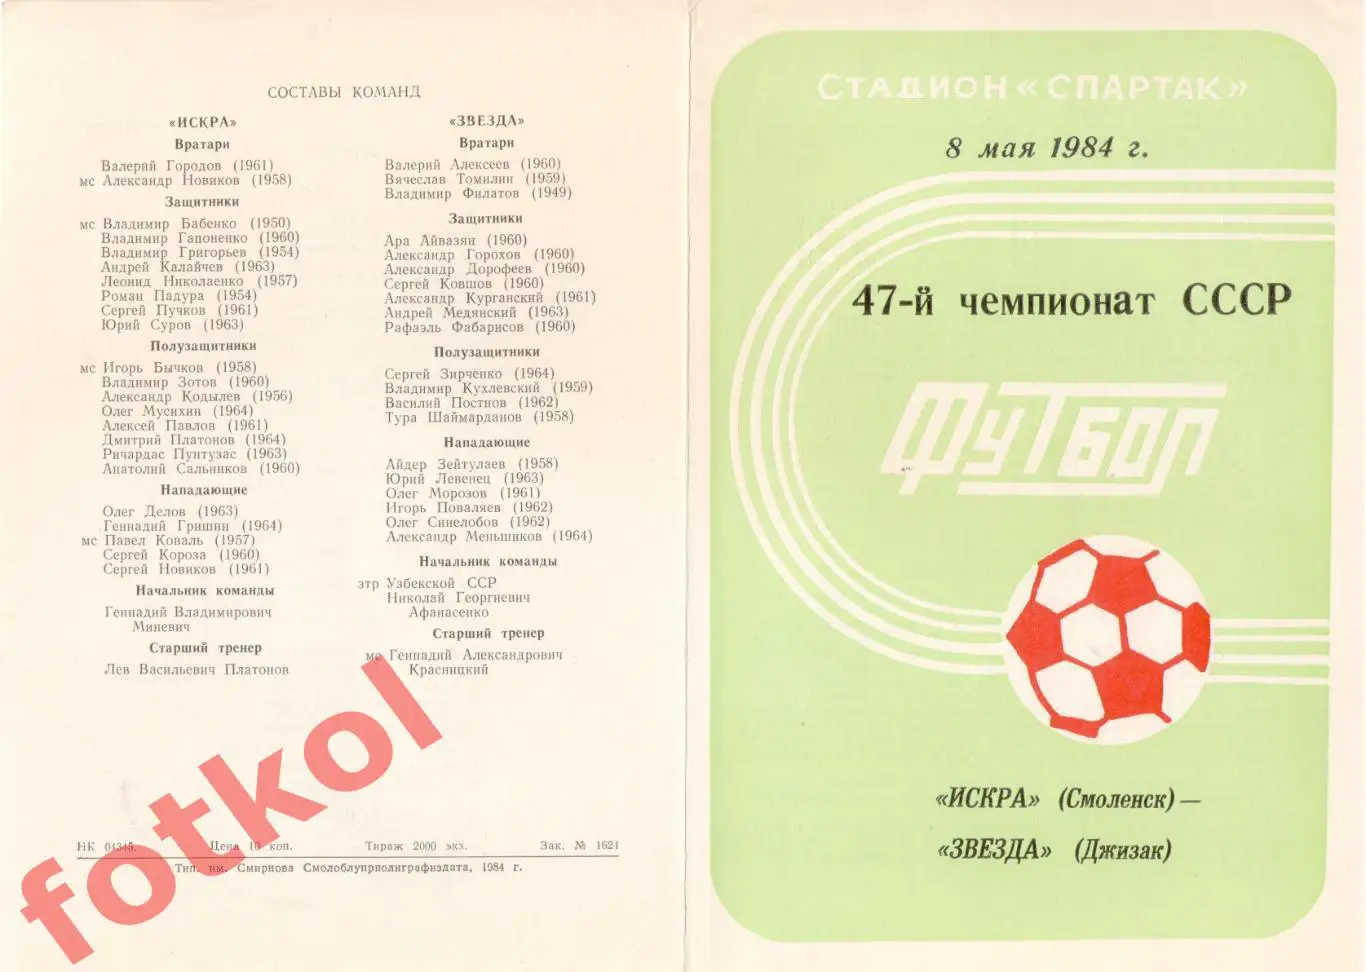 СОСТАВЫ КОМАНД
«ИСКРА»
Вратари
Валерий Городов (1961)
мс Александр Новиков (1958)
Защитники
мс Владимир Бабенко (1950)
Владимир Гапоненко (1960)
Владимир Григорьев (1954)
Андрей Калайчев (1963)
Леонид Николаенко (1957)
Роман Падура (1954)
Сергей Пучков (1961)
Юрий Суров (1963)
Полузащитники
мс Игорь Бычков (1958)
Владимир Зотов (1960)
Александр Кодылев (1956)
Олег Мусихин (1964)
Алексей Павлов (1961)
Дмитрий Платонов (1964)
Ричардас Пунтузас (1963)
Анатолий Сальников (1960)
Нападающие
Олег Делов (1963)
Геннадий Гришин (1964)
мс Павел Коваль (1957)
Сергей Короза (1960)
Сергей Новиков (1961)
Начальник команды
Геннадий Владимирович
Миневич
Старший тренер
Лев Васильевич Платонов
«ЗВЕЗДА»
Вратари
Валерий Алексеев (1960)
Вячеслав Томилин (1959)
Владимир Филатов (1949)
Защитники
Ара Айвазян (1960)
Александр Горохов (1960)
Александр Дорофеев (1960)
Сергей Ковшов (1960)
Александр Курганский (1961)
Андрей Медянский (1963)
Рафаэль Фабарисов (1960)
Полузащитники
Сергей Зирченко (1964)
Владимир Кухлевский (1959)
Василий Постнов (1962)
Тура Шаймарданов (1958)
Нападающие
Айдер Зейтулаев (1958)
Юрий Левенец (1963)
Олег Морозов (1961)
Игорь Поваляев (1962)
Олег Синелобов (1962)
Александр Меньшиков (1964)
Начальник команды
зтр Узбекской ССР
Николай Георгиевич
Афанасенко
Старший тренер
мс Геннадий Александрович
Красницкий
НК 04345. Цена 10 коп. Тираж 2000 экз. Зак. № 1621
Тип. им. Смирнова Смолоблуприолиграфиздата, 1984 г.
fotkol
СТАДИОН «СПАРТАК»
8 мая 1984 г.
47-й чемпионат СССР
ФУТБОЛ
«ИСКРА» (Смоленск) —
«ЗВЕЗДА» (Джизак)